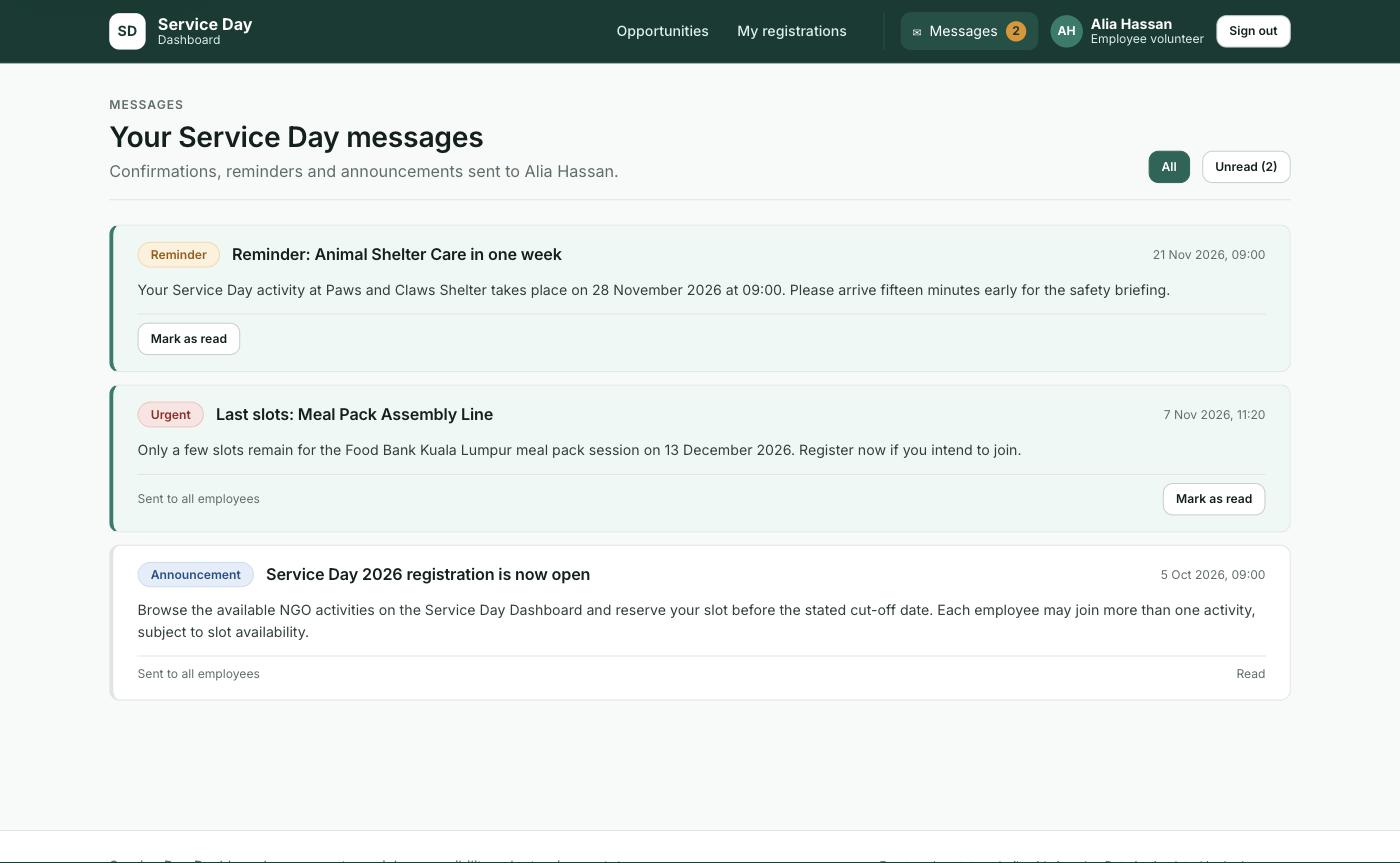 SD
Service Day
Dashboard
Opportunities
My registrations
✉ Messages 2
AH
Alia Hassan
Employee volunteer
Sign out
MESSAGES
Your Service Day messages
Confirmations, reminders and announcements sent to Alia Hassan.
All
Unread (2)
Reminder
Reminder: Animal Shelter Care in one week
21 Nov 2026, 09:00
Your Service Day activity at Paws and Claws Shelter takes place on 28 November 2026 at 09:00. Please arrive fifteen minutes early for the safety briefing.
Mark as read
Urgent
Last slots: Meal Pack Assembly Line
7 Nov 2026, 11:20
Only a few slots remain for the Food Bank Kuala Lumpur meal pack session on 13 December 2026. Register now if you intend to join.
Sent to all employees
Mark as read
Announcement
Service Day 2026 registration is now open
5 Oct 2026, 09:00
Browse the available NGO activities on the Service Day Dashboard and reserve your slot before the stated cut-off date. Each employee may join more than one activity,
subject to slot availability.
Sent to all employees
Read